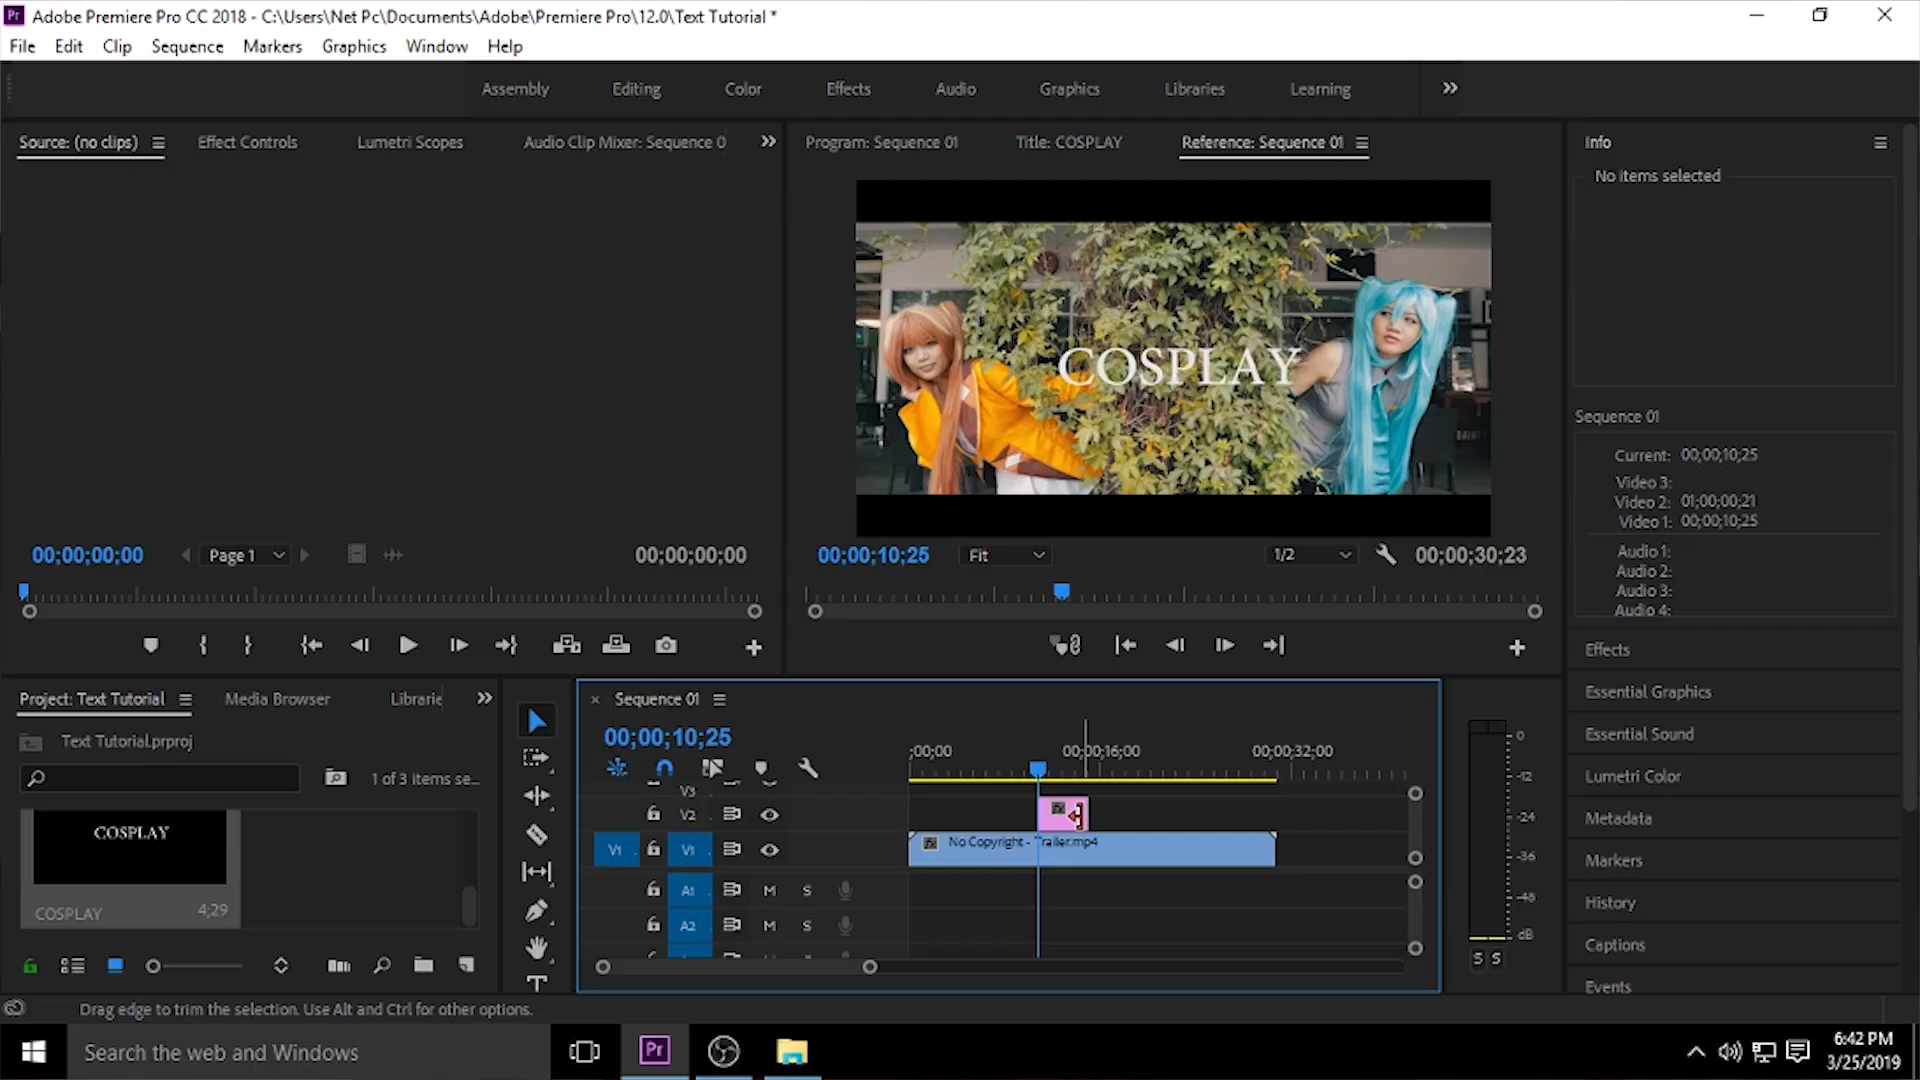 Adobe Premiere Pro CC 2018 - C:\Users\Net Pc\Documents\Adobe\Premiere Pro\12.0\Text Tutorial *
File Edit Clip Sequence Markers Graphics Window Help
Assembly Editing Color Effects Audio Graphics Libraries Learning
Source: (no clips) Effect Controls Lumetri Scopes Audio Clip Mixer: Sequence 0
Program: Sequence 01 Title: COSPLAY Reference: Sequence 01
Info
No items selected
COSPLAY
DAINTY
Sequence 01
Current: 00;00;10;25
Video 3:
Video 2: 01;00;00;21
Video 1: 00;00;10;25
Audio 1:
Audio 2:
Audio 3:
Audio 4:
00;00;00;00 Page 1 00;00;00;00
00;00;10;25 Fit 1/2 00;00;30;23
Effects
Essential Graphics
Essential Sound
Lumetri Color
Metadata
Markers
History
Captions
Events
Project: Text Tutorial Media Browser Librarie
Text Tutorial.prproj
1 of 3 items se...
COSPLAY
COSPLAY 4;29
Sequence 01
00;00;10;25
;00;00 00;00;16;00 00;00;32;00
V3
V2
V1 V1
No Copyright - Trailer.mp4
A1 M S
A2 M S
0
-12
-24
-36
-48
dB
S S
Drag edge to trim the selection. Use Alt and Ctrl for other options.
Search the web and Windows
Pr
6:42 PM
3/25/2019